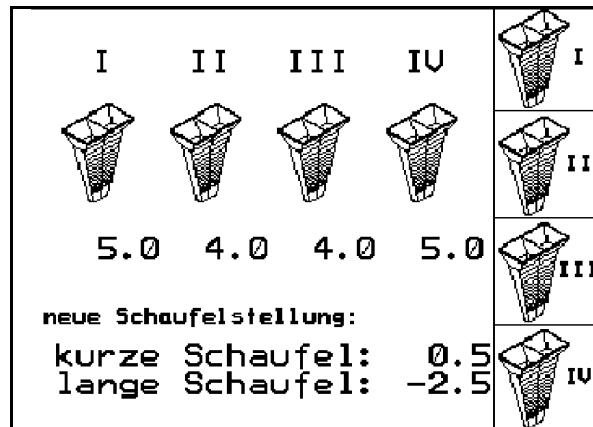 I II III IV
5.0 4.0 4.0 5.0
neue Schaufelstellung:
kurze Schaufel: 0.5
lange Schaufel: -2.5
I
II
III
IV